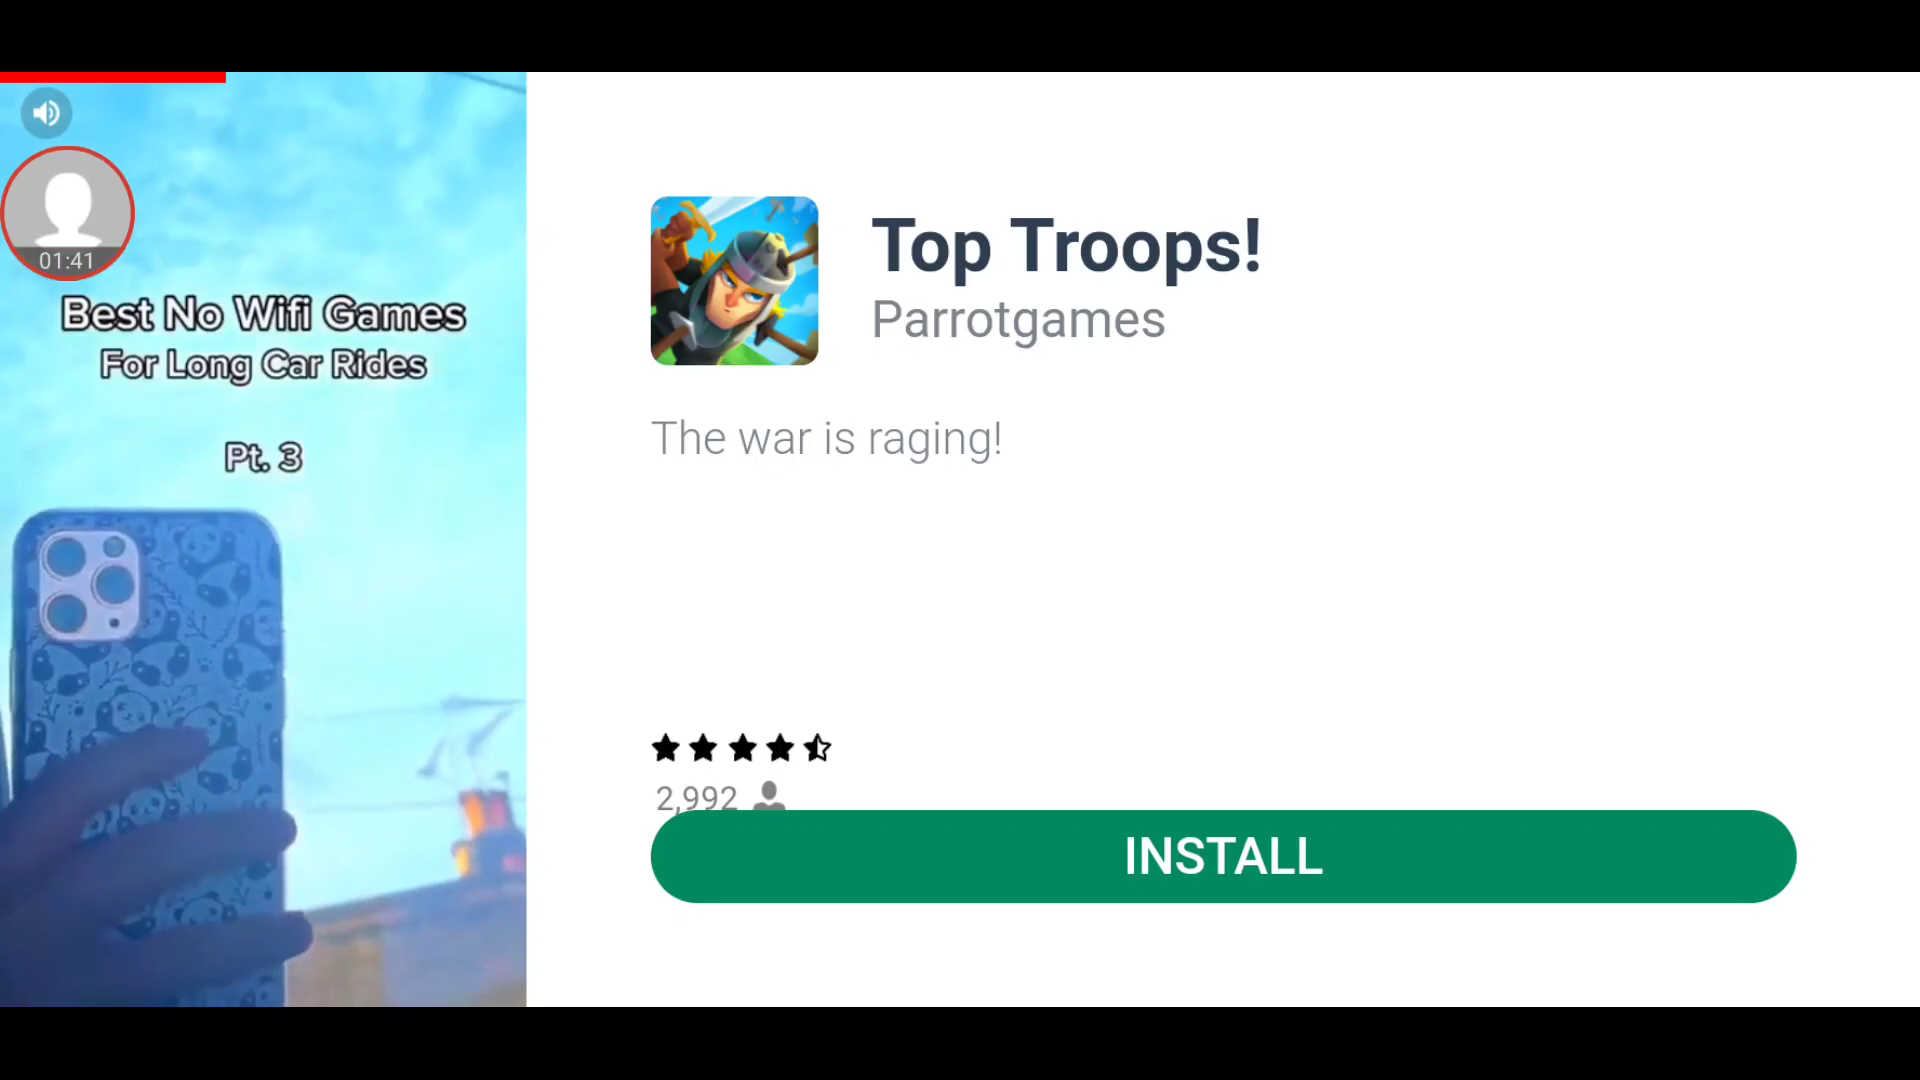 01:41
Best No Wifi Games
For Long Car Rides
Pt. 3
Top Troops!
Parrotgames
The war is raging!
2,992
INSTALL